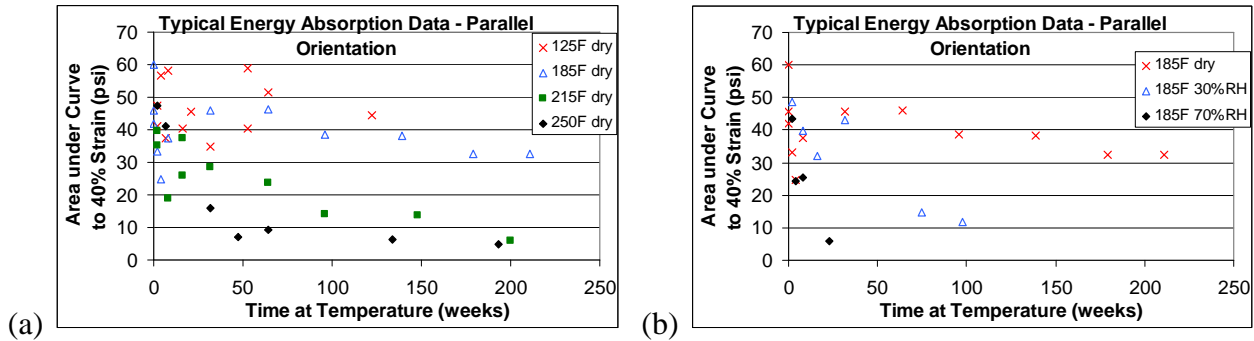 Typical Energy Absorption Data - Parallel
Orientation
Area under Curve
to 40% Strain (psi)
70
60
50
40
30
20
10
0
125F dry
185F dry
215F dry
250F dry
0 50 100 150 200 250
Time at Temperature (weeks)
(a)
Typical Energy Absorption Data - Parallel
Orientation
Area under Curve
to 40% Strain (psi)
70
60
50
40
30
20
10
0
185F dry
185F 30%RH
185F 70%RH
0 50 100 150 200 250
Time at Temperature (weeks)
(b)